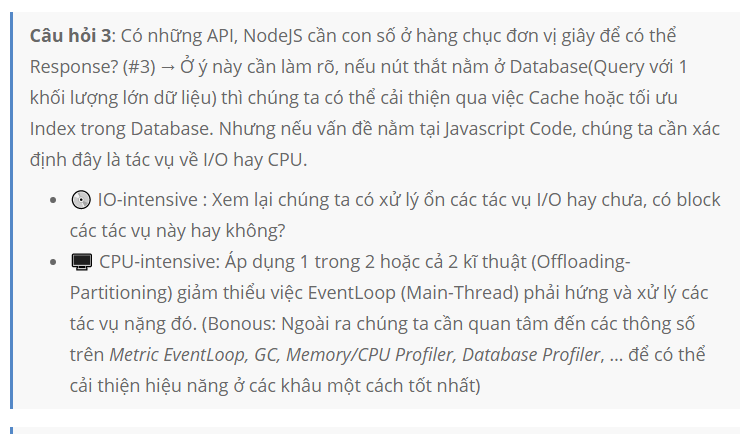 Câu hỏi 3: Có những API, NodeJS cần con số ở hàng chục đơn vị giây để có thể
Response? (#3) → Ở ý này cần làm rõ, nếu nút thắt nằm ở Database(Query với 1
khối lượng lớn dữ liệu) thì chúng ta có thể cải thiện qua việc Cache hoặc tối ưu
Index trong Database. Nhưng nếu vấn đề nằm tại Javascript Code, chúng ta cần xác
định đây là tác vụ về I/O hay CPU.
• 💿 IO-intensive : Xem lại chúng ta có xử lý ổn các tác vụ I/O hay chưa, có block
các tác vụ này hay không?
• 🖥️ CPU-intensive: Áp dụng 1 trong 2 hoặc cả 2 kĩ thuật (Offloading-
Partitioning) giảm thiểu việc EventLoop (Main-Thread) phải hứng và xử lý các
tác vụ nặng đó. (Bonous: Ngoài ra chúng ta cần quan tâm đến các thông số
trên Metric EventLoop, GC, Memory/CPU Profiler, Database Profiler, ... để có thể
cải thiện hiệu năng ở các khâu một cách tốt nhất)